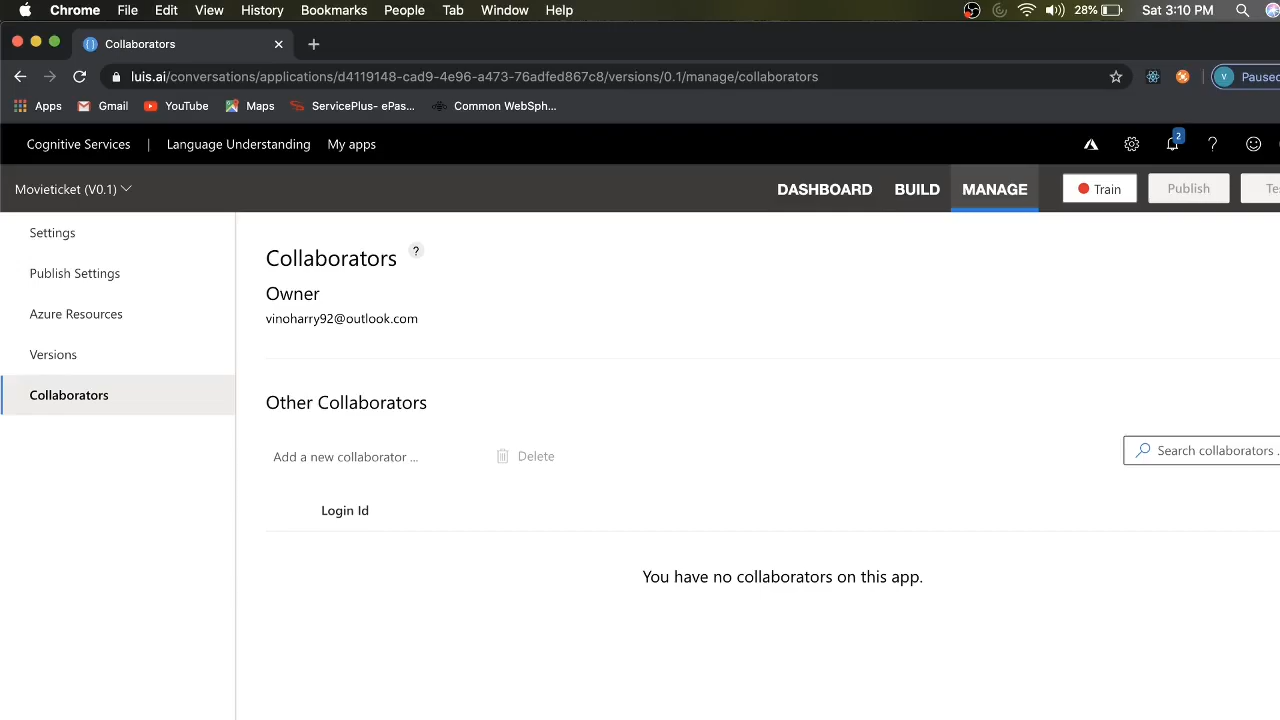 Chrome File Edit View History Bookmarks People Tab Window Help 28% Sat 3:10 PM
Collaborators
luis.ai/conversations/applications/d4119148-cad9-4e96-a473-76adfed867c8/versions/0.1/manage/collaborators V Paused
Apps Gmail YouTube Maps ServicePlus- ePas... Common WebSph...
Cognitive Services | Language Understanding My apps 2 ?
Movieticket (V0.1) DASHBOARD BUILD MANAGE Train Publish Te
Settings
Publish Settings
Azure Resources
Versions
Collaborators
Collaborators ?
Owner
vinoharry92@outlook.com
Other Collaborators
Add a new collaborator ... Delete Search collaborators .
Login Id
You have no collaborators on this app.